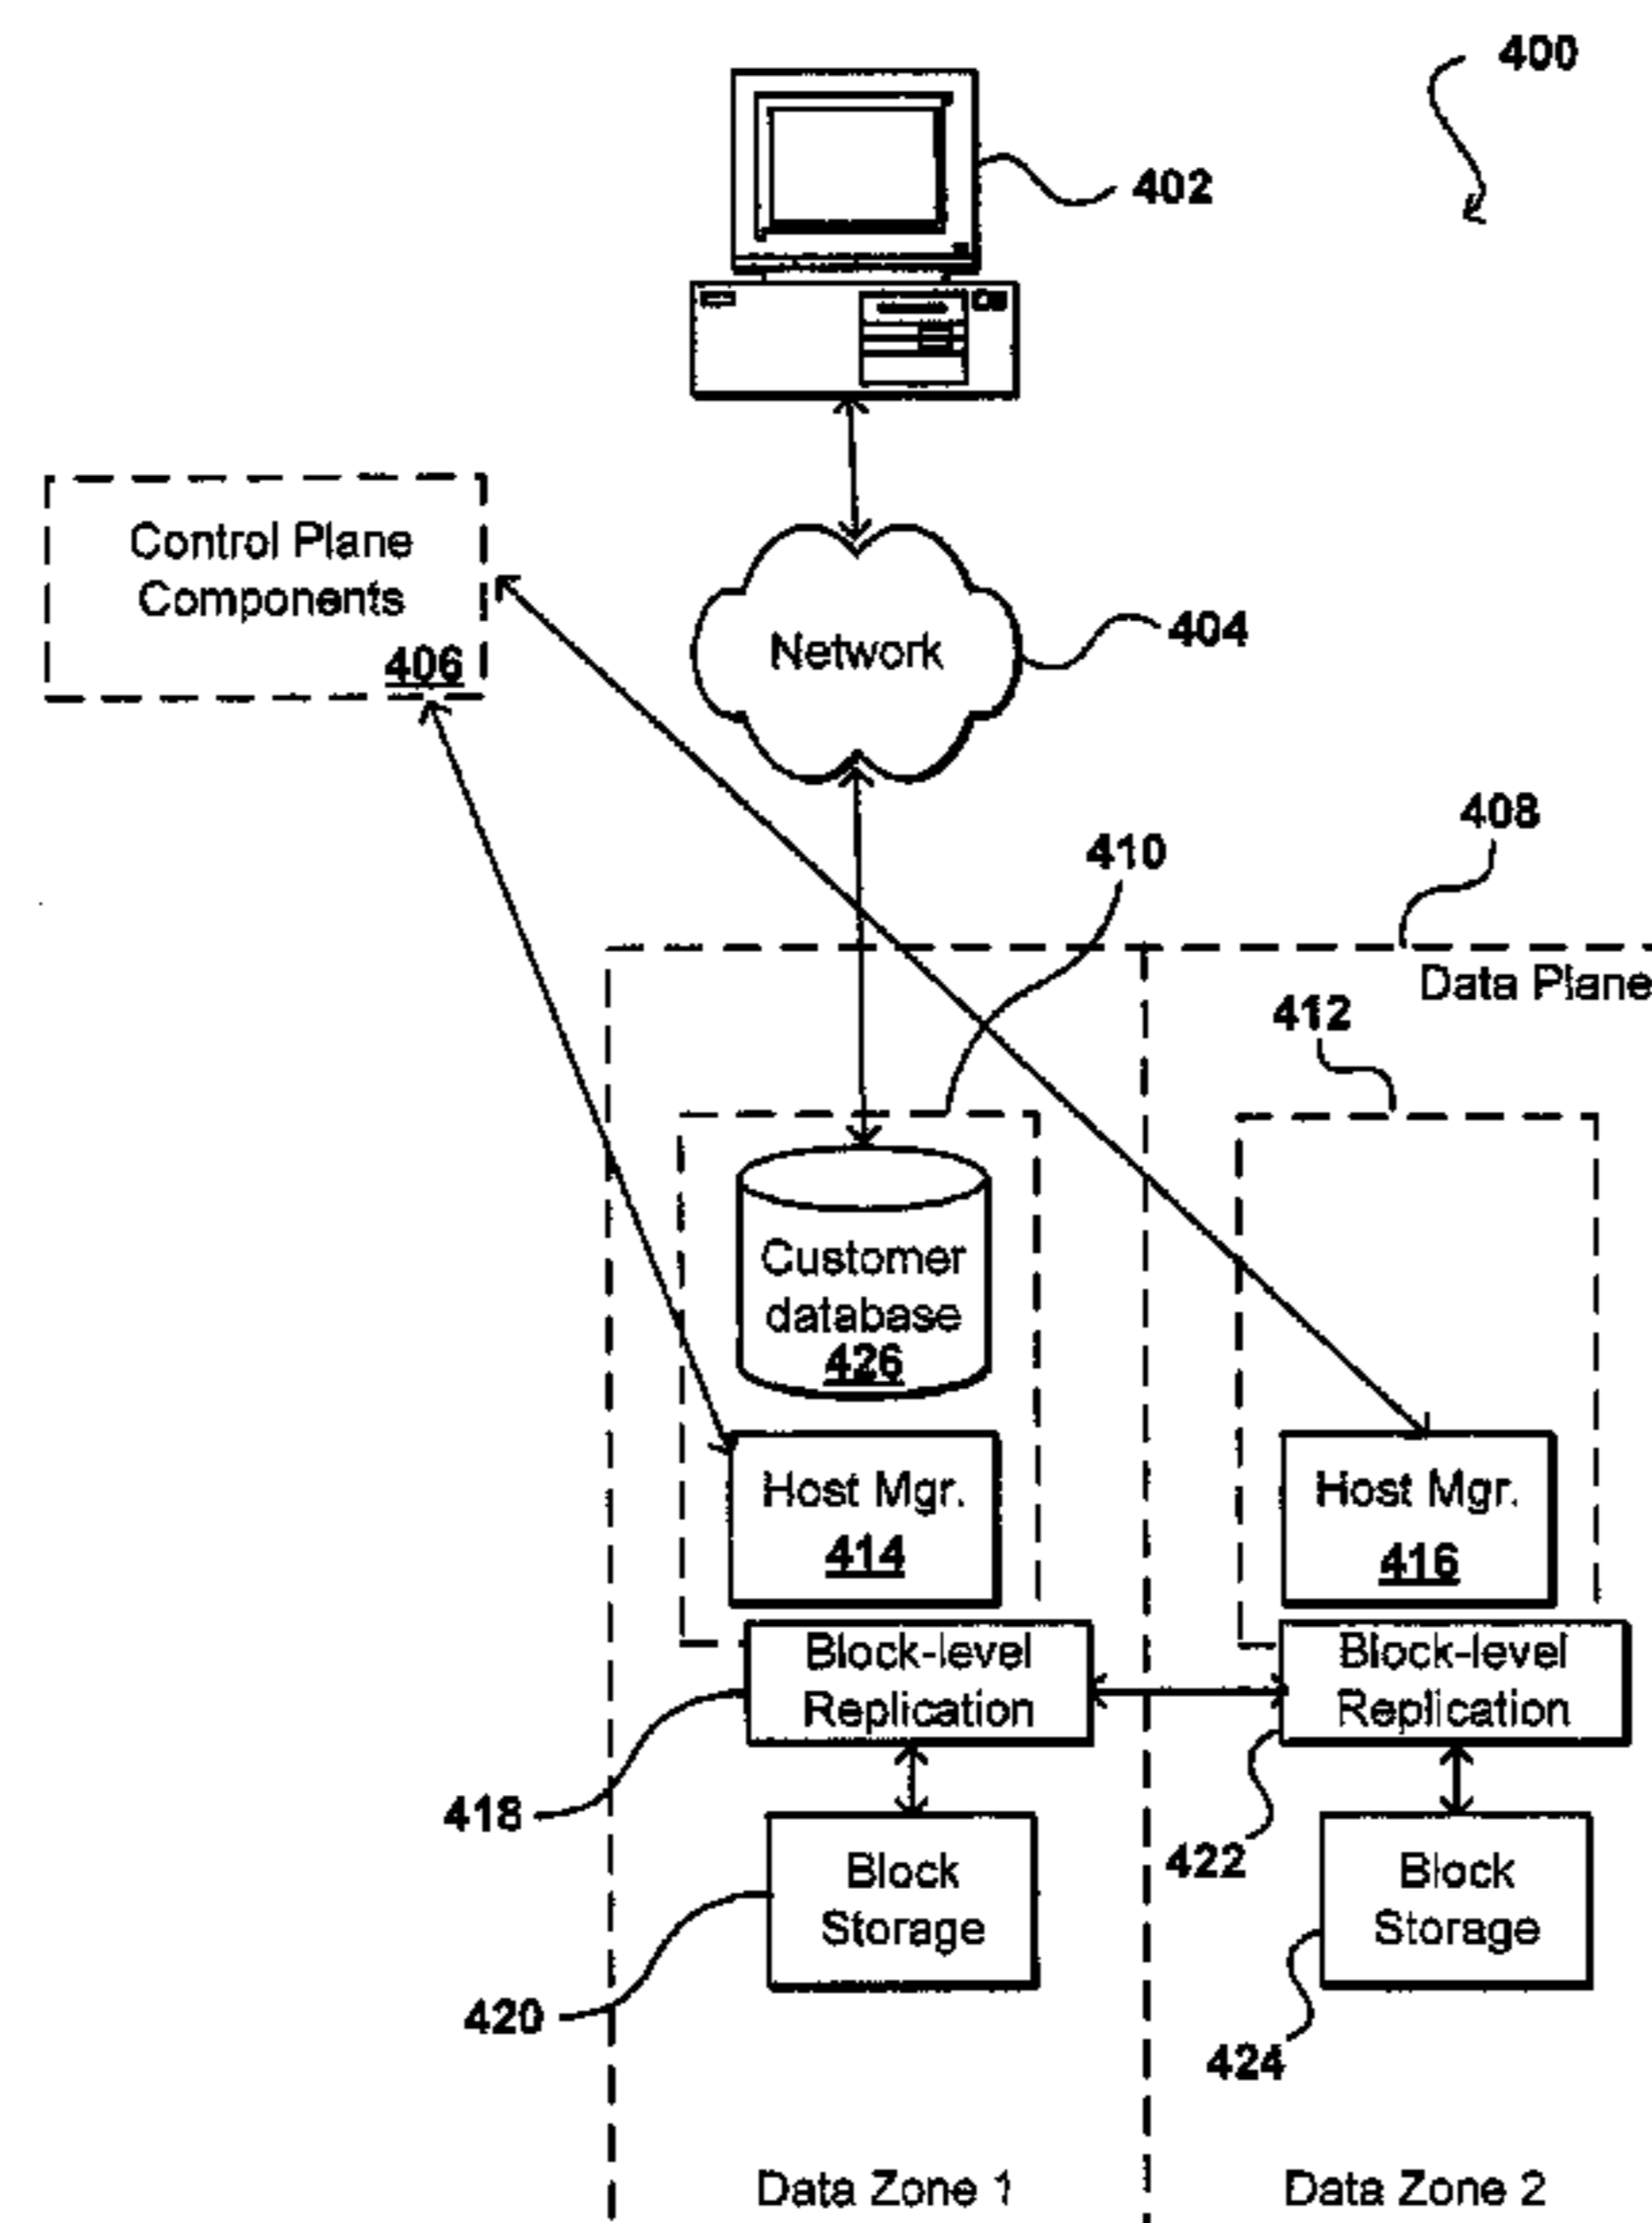 400
402
Control Plane
Components
406
Network
404
408
410
Data Plane
412
Customer
database
426
Host Mgr.
414
Host Mgr.
416
Block-level
Replication
Block-level
Replication
418
422
Block
Storage
Block
Storage
420
424
Data Zone 1
Data Zone 2